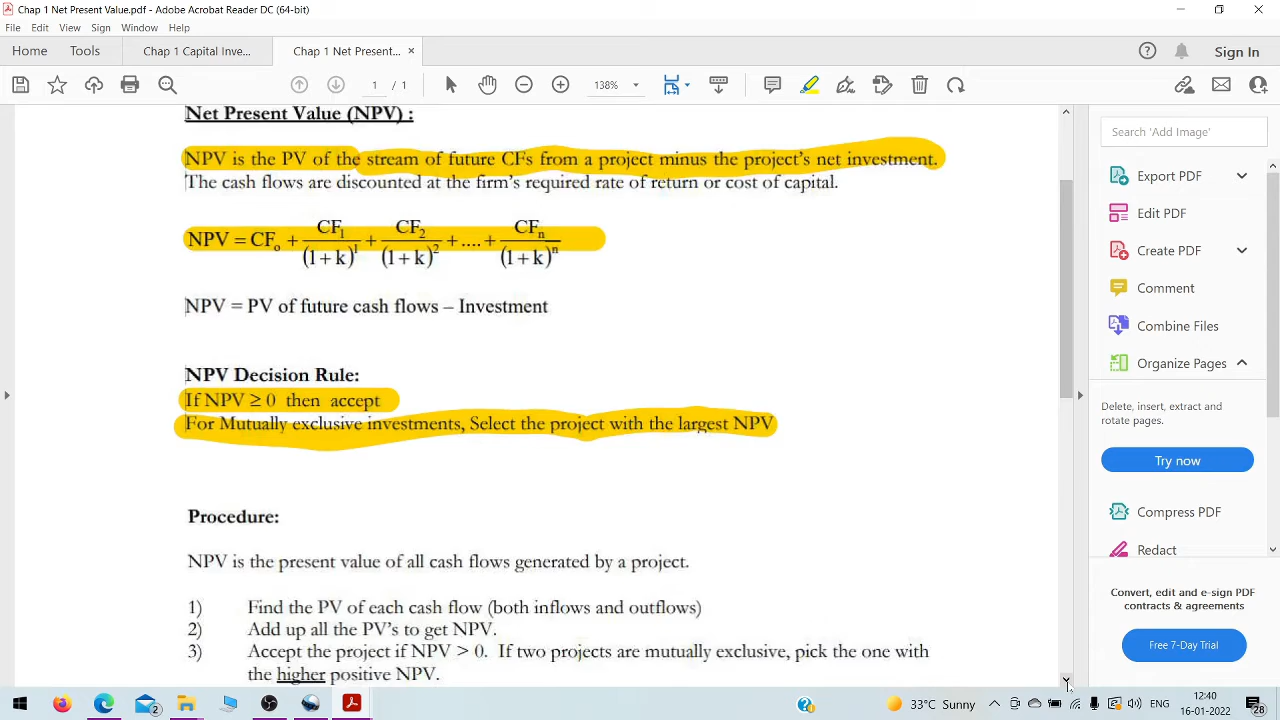 Chap 1 Net Present Value.pdf - Adobe Acrobat Reader DC (64-bit)
File Edit View Sign Window Help
Home Tools Chap 1 Capital Inve... Chap 1 Net Present... × Sign In
1 / 1 138%
Net Present Value (NPV) :
NPV is the PV of the stream of future CFs from a project minus the project's net investment.
The cash flows are discounted at the firm's required rate of return or cost of capital.
NPV = CF₀ + CF₁/(1+k)¹ + CF₂/(1+k)² + .... + CFₙ/(1+k)ⁿ
NPV = PV of future cash flows – Investment
NPV Decision Rule:
If NPV ≥ 0 then accept
For Mutually exclusive investments, Select the project with the largest NPV
Procedure:
NPV is the present value of all cash flows generated by a project.
1) Find the PV of each cash flow (both inflows and outflows)
2) Add up all the PV's to get NPV.
3) Accept the project if NPV > 0. If two projects are mutually exclusive, pick the one with
the higher positive NPV.
Search 'Add Image'
Export PDF
Edit PDF
Create PDF
Comment
Combine Files
Organize Pages
Delete, insert, extract and
rotate pages.
Try now
Compress PDF
Redact
Convert, edit and e-sign PDF
forms & agreements
Free 7-Day Trial
2
33°C Sunny
ENG
12:40
16-01-2022
28